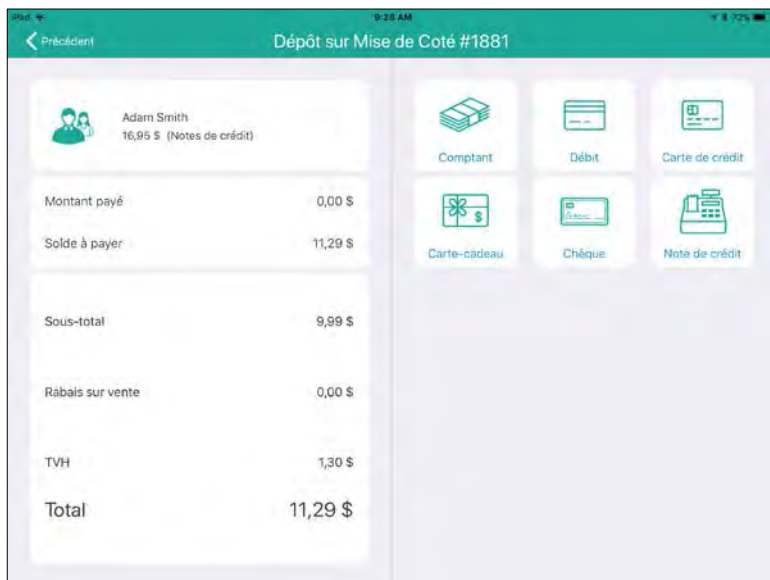 iPad
9:28 AM
72%
Précédent
Dépôt sur Mise de Coté #1881
Adam Smith
16,95 $ (Notes de crédit)
Montant payé 0,00 $
Solde à payer 11,29 $
Sous-total 9,99 $
Rabais sur vente 0,00 $
TVH 1,30 $
Total 11,29 $
Comptant
Débit
Carte de crédit
Carte-cadeau
Chèque
Note de crédit